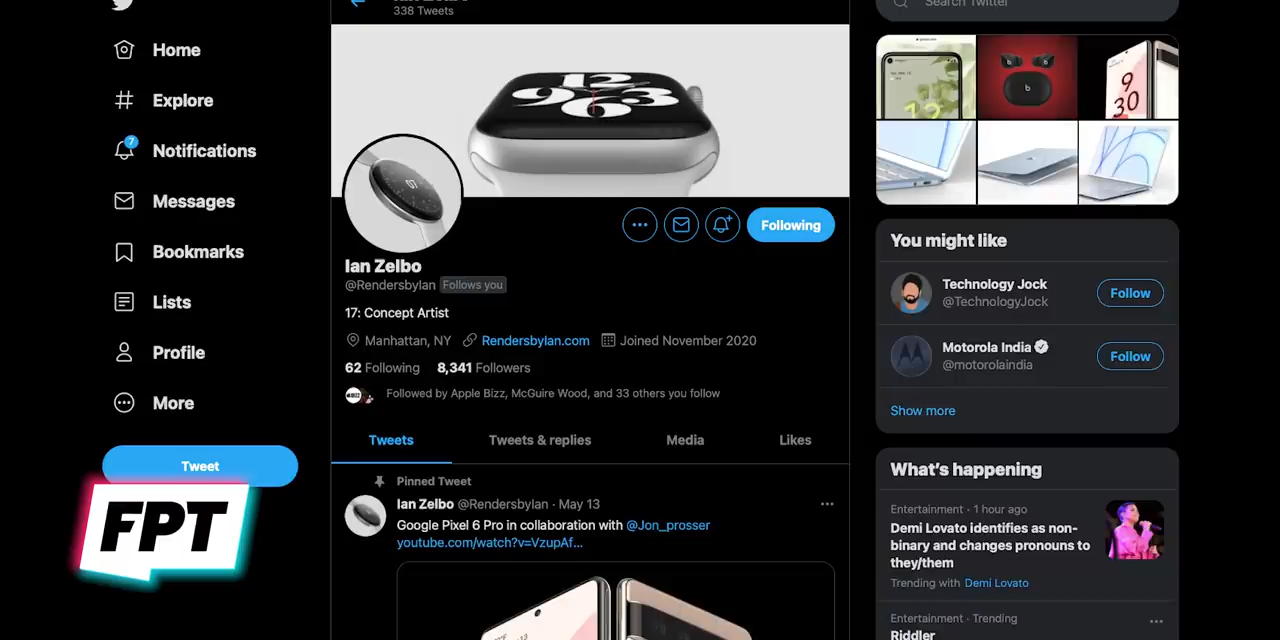 338 Tweets
Search Twitter
Home
Explore
7
Notifications
Messages
Bookmarks
Lists
Profile
More
Tweet
FPT
12
9 3
6
Following
Ian Zelbo
@RendersbyIan Follows you
17: Concept Artist
Manhattan, NY RendersbyIan.com Joined November 2020
62 Following 8,341 Followers
Followed by Apple Bizz, McGuire Wood, and 33 others you follow
Tweets Tweets & replies Media Likes
Pinned Tweet
Ian Zelbo @RendersbyIan · May 13
Google Pixel 6 Pro in collaboration with @Jon_prosser
youtube.com/watch?v=VzupAf...
9
30
You might like
Technology Jock
@TechnologyJock
Follow
Motorola India
@motorolaindia
Follow
Show more
What's happening
Entertainment · 1 hour ago
Demi Lovato identifies as non-
binary and changes pronouns to
they/them
Trending with Demi Lovato
Entertainment · Trending
Riddler